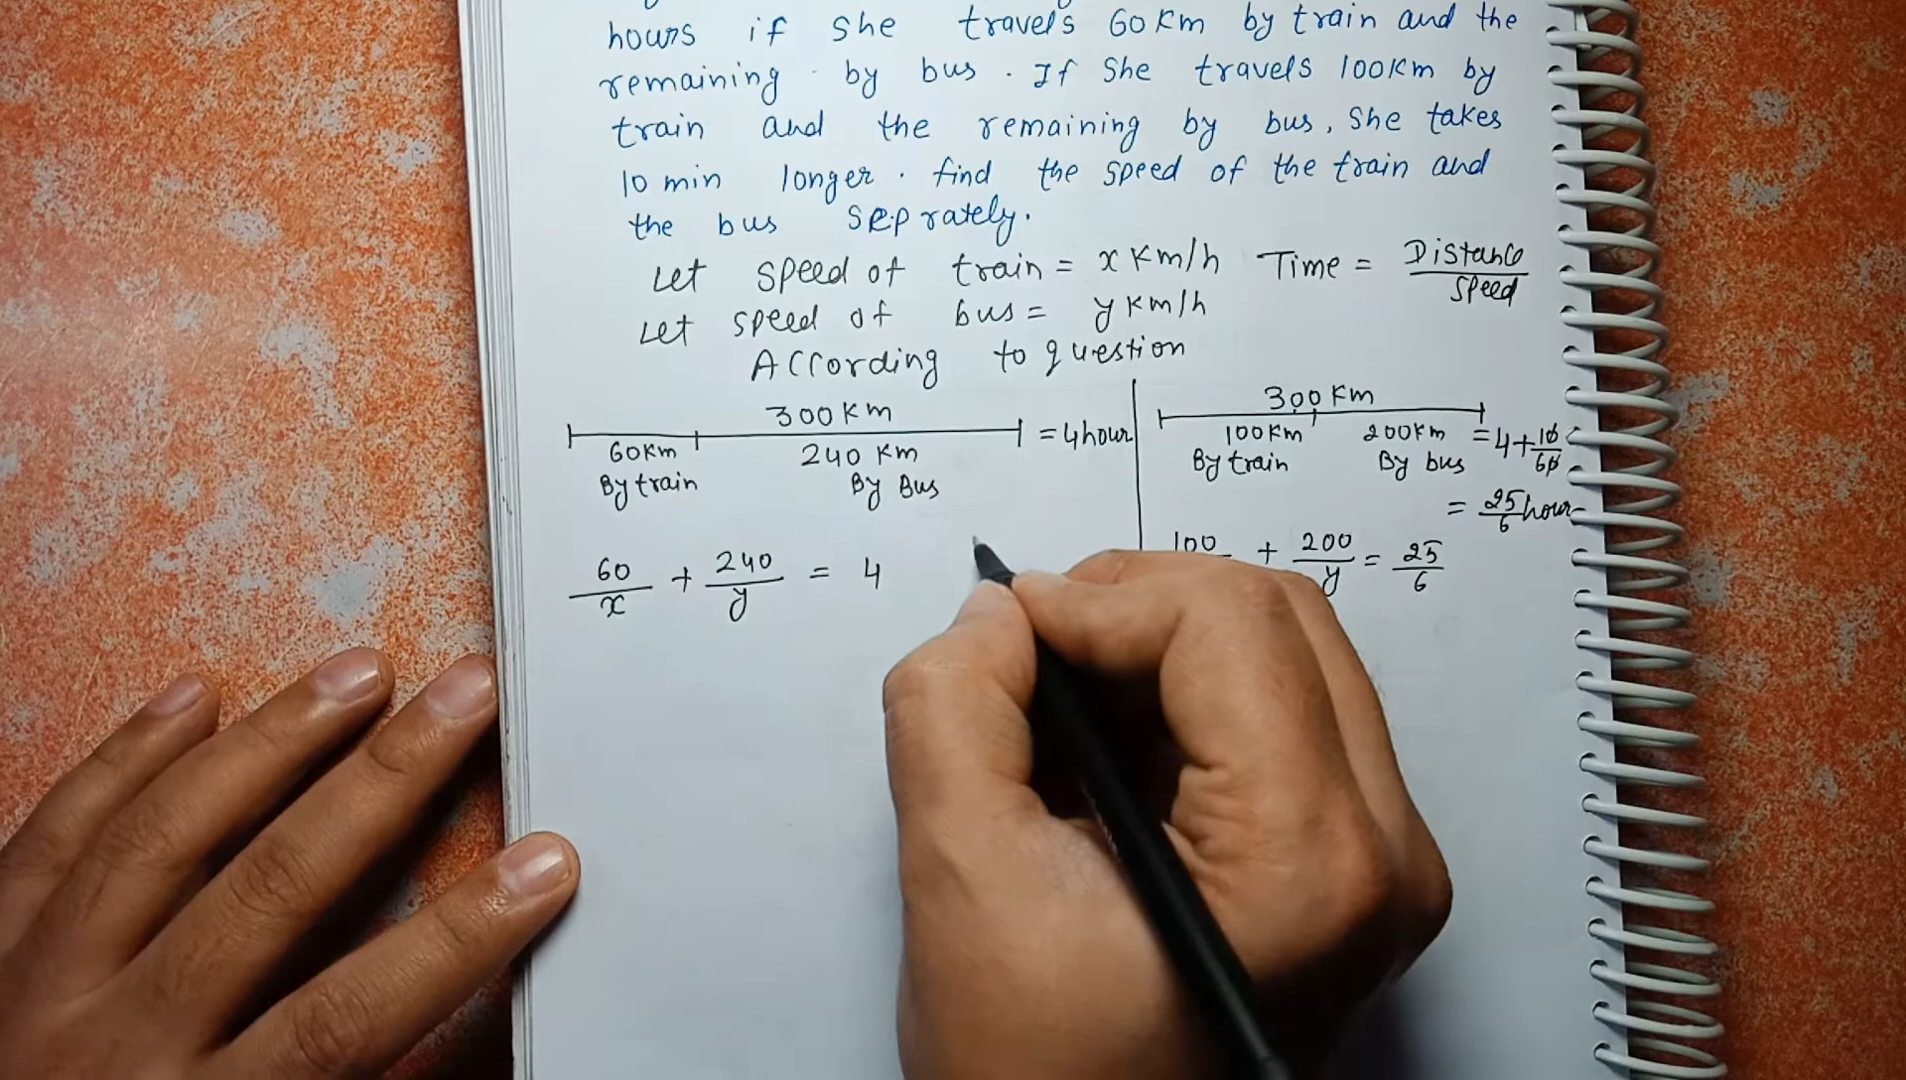 hours if she travels 60 Km by train and the
remaining by bus. If She travels 100Km by
train and the remaining by bus, She takes
10 min longer. find the speed of the train and
the bus seprately.
Let speed of train = x Km/h Time = Distance/Speed
Let speed of bus = y Km/h
According to question
300 Km
60Km 240 Km = 4 hour
By train By Bus
300 Km
100Km 200Km = 4 + 10/60
By train By bus
= 25/6 hour
60/x + 240/y = 4
100 + 200/y = 25/6